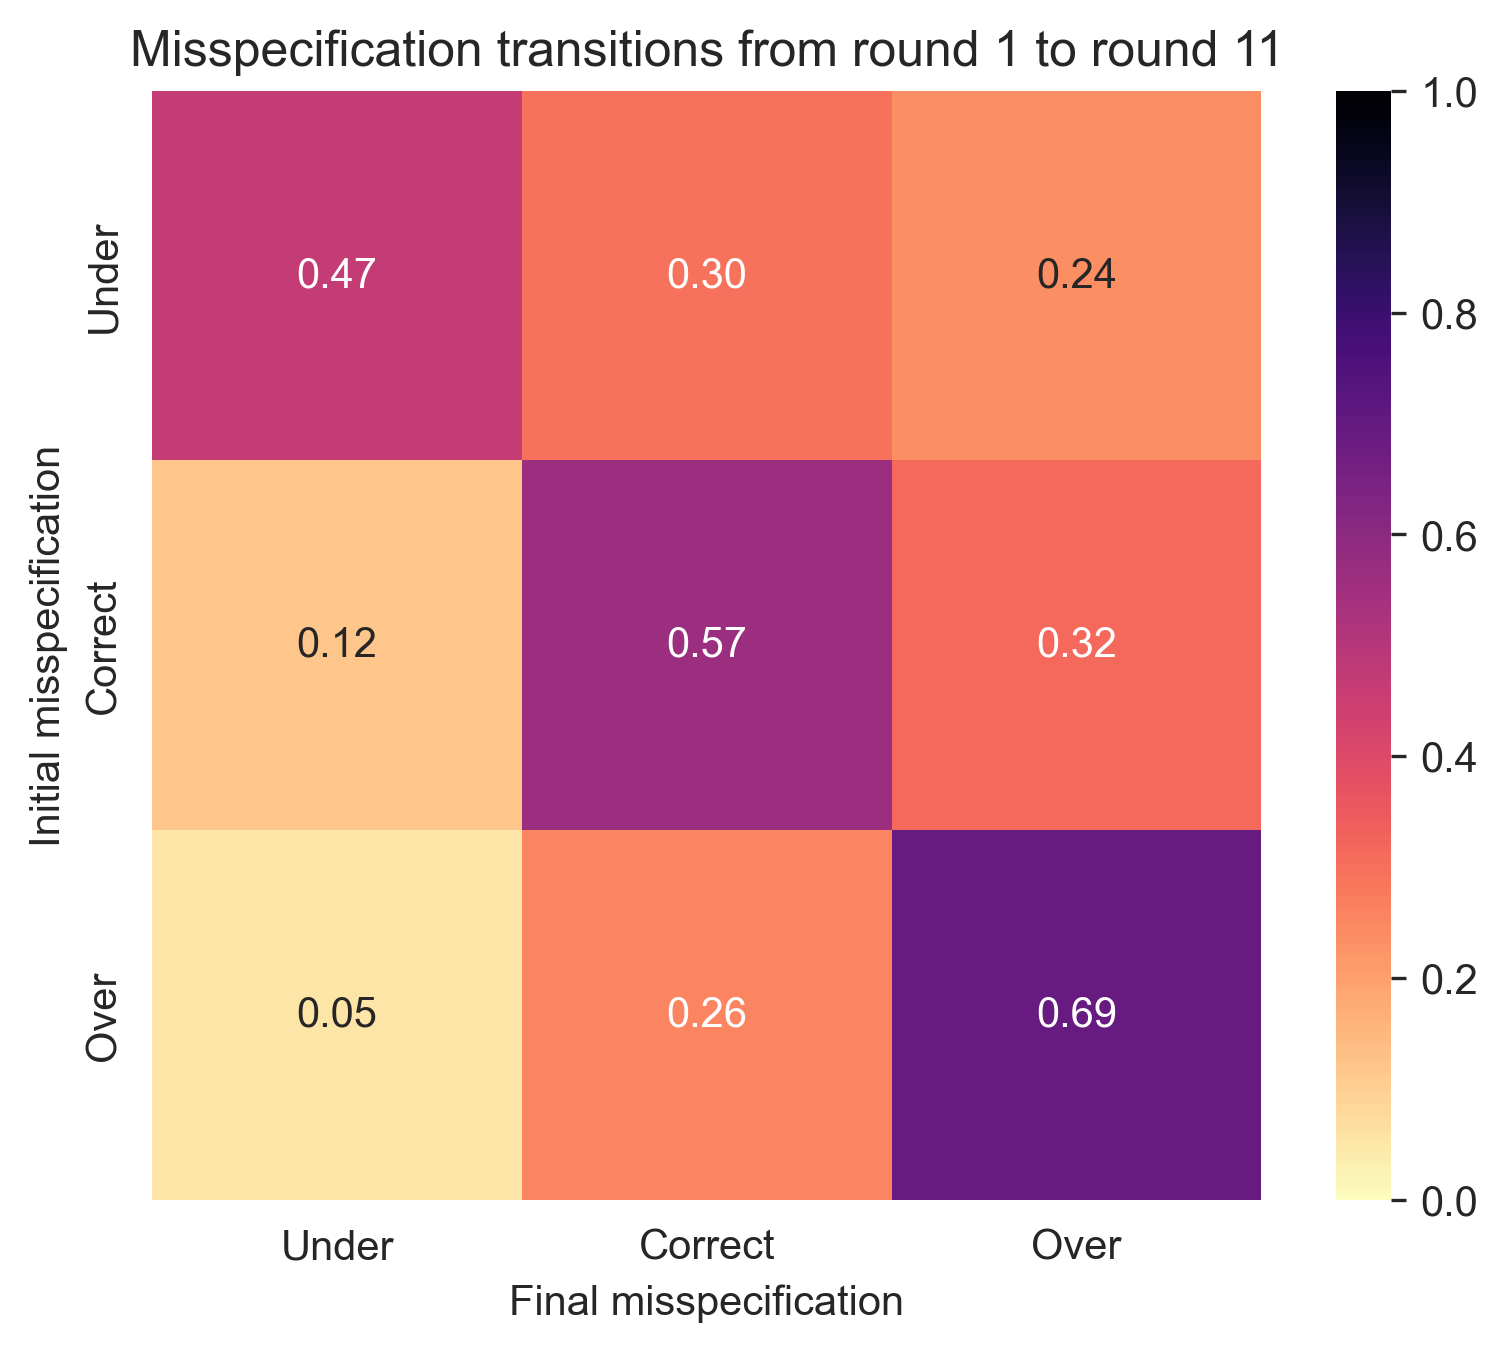 Misspecification transitions from round 1 to round 11
Initial misspecification
Under
0.47
0.30
0.24
Correct
0.12
0.57
0.32
Over
0.05
0.26
0.69
Under
Correct
Over
Final misspecification
1.0
0.8
0.6
0.4
0.2
0.0